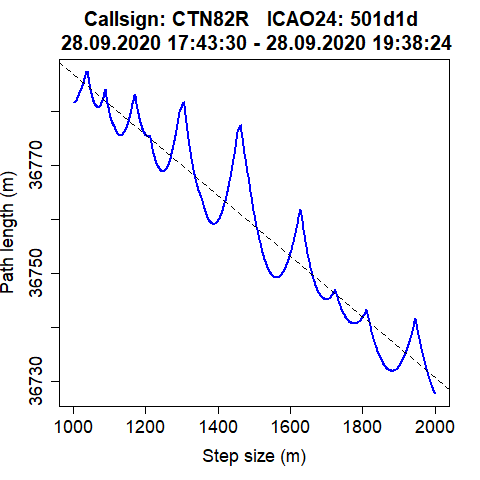 Callsign: CTN82R   ICAO24: 501d1d
28.09.2020 17:43:30 - 28.09.2020 19:38:24
Path length (m)
36770
36750
36730
1000
1200
1400
1600
1800
2000
Step size (m)